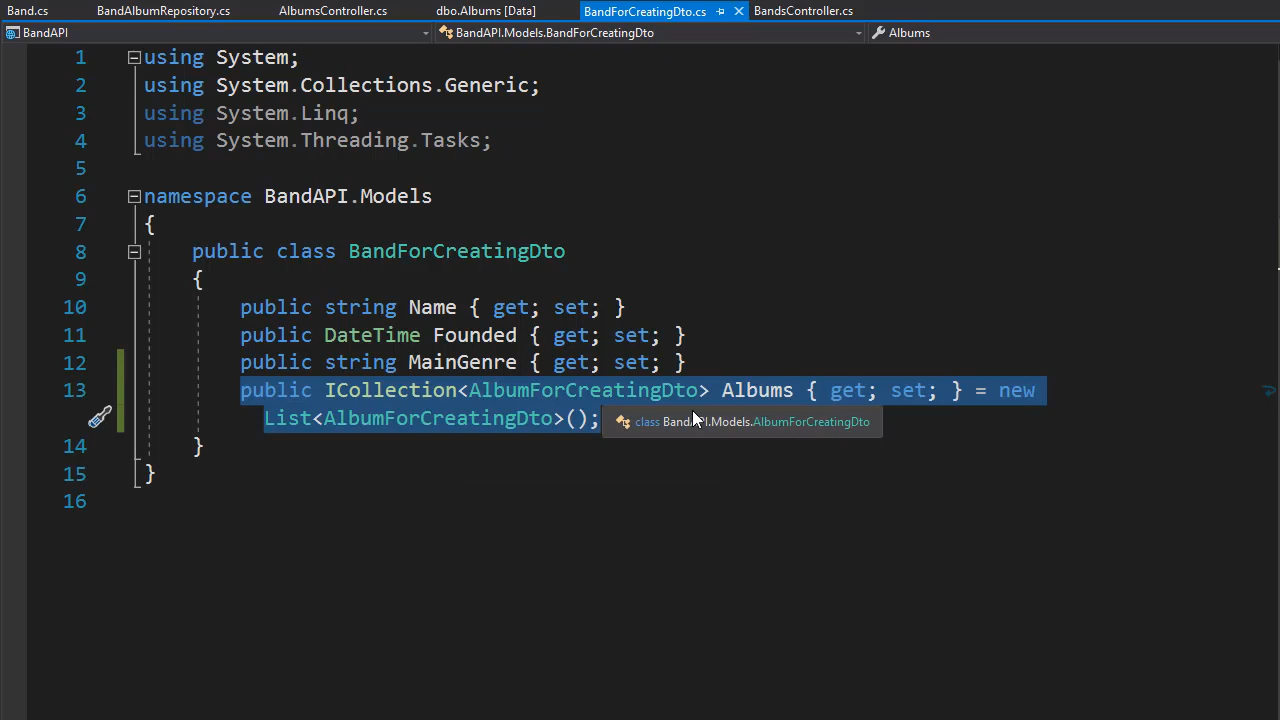 Band.cs BandAlbumRepository.cs AlbumsController.cs dbo.Albums [Data] BandForCreatingDto.cs BandsController.cs
BandAPI BandAPI.Models.BandForCreatingDto Albums
1 using System;
2 using System.Collections.Generic;
3 using System.Linq;
4 using System.Threading.Tasks;
5
6 namespace BandAPI.Models
7 {
8 public class BandForCreatingDto
9 {
10 public string Name { get; set; }
11 public DateTime Founded { get; set; }
12 public string MainGenre { get; set; }
13 public ICollection<AlbumForCreatingDto> Albums { get; set; } = new
List<AlbumForCreatingDto>();
class BandAPI.Models.AlbumForCreatingDto
14 }
15 }
16